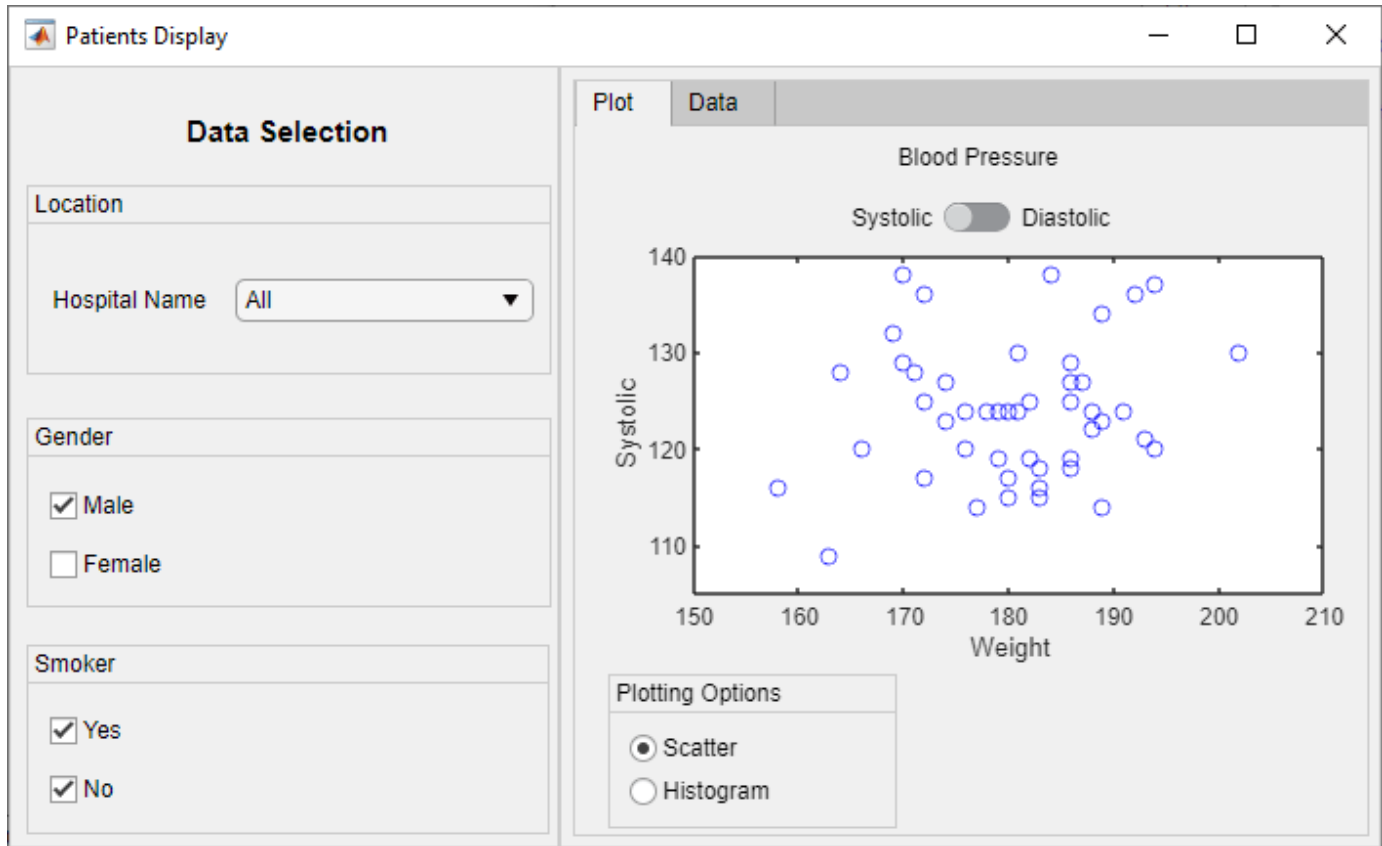 Patients Display
Data Selection
Location
Hospital Name All
Gender
Male
Female
Smoker
Yes
No
Plot Data
Blood Pressure
Systolic Diastolic
140
130
120
110
Systolic
150 160 170 180 190 200 210
Weight
Plotting Options
Scatter
Histogram